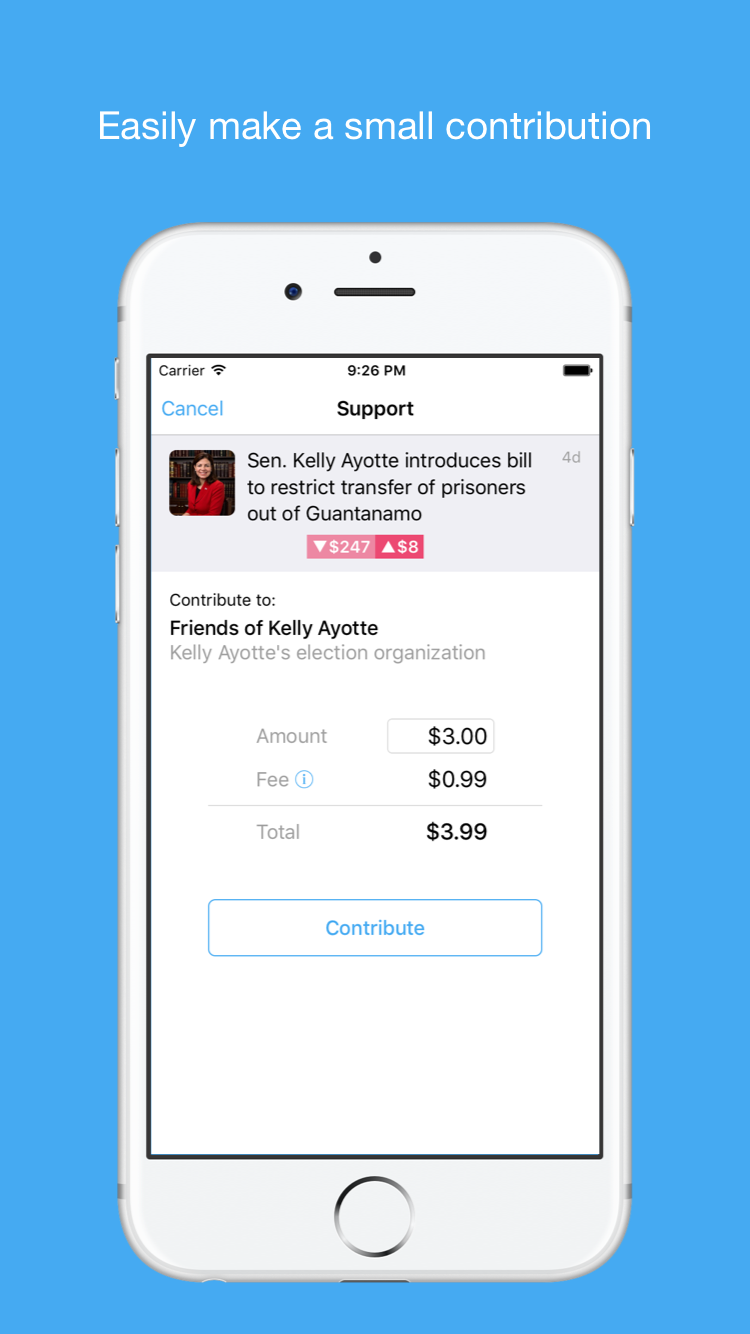 Easily make a small contribution
Carrier 9:26 PM
Cancel Support
Sen. Kelly Ayotte introduces bill 4d
to restrict transfer of prisoners
out of Guantanamo
▼$247 ▲$8
Contribute to:
Friends of Kelly Ayotte
Kelly Ayotte's election organization
Amount $3.00
Fee $0.99
Total $3.99
Contribute